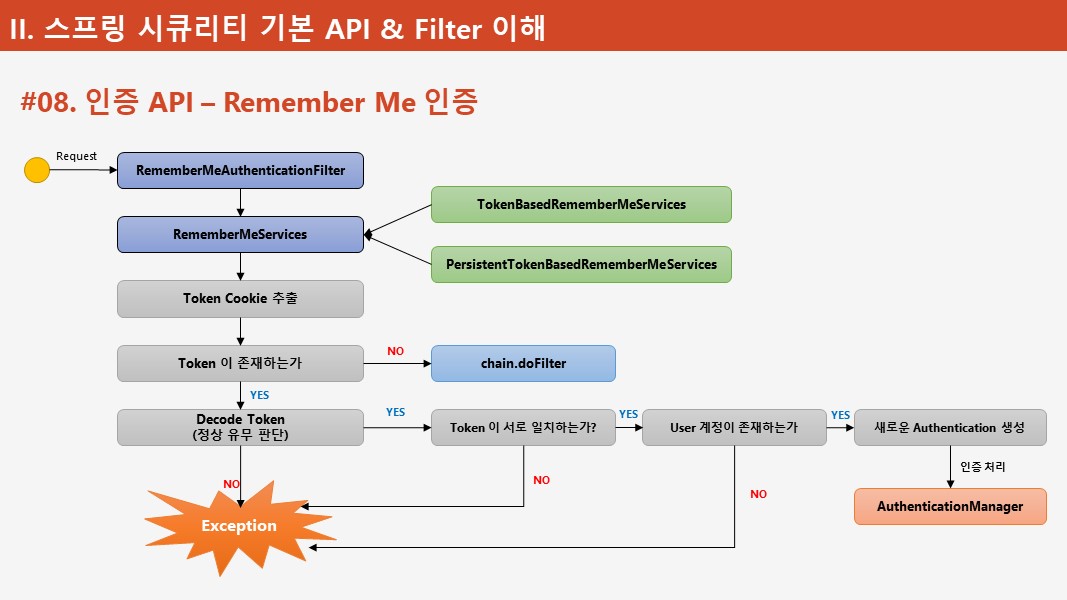 II. 스프링 시큐리티 기본 API & Filter 이해
#08. 인증 API – Remember Me 인증
Request
RememberMeAuthenticationFilter
TokenBasedRememberMeServices
RememberMeServices
PersistentTokenBasedRememberMeServices
Token Cookie 추출
Token 이 존재하는가
NO
chain.doFilter
YES
Decode Token
(정상 유무 판단)
YES
Token 이 서로 일치하는가?
YES
User 계정이 존재하는가
YES
새로운 Authentication 생성
인증 처리
NO
NO
NO
AuthenticationManager
Exception